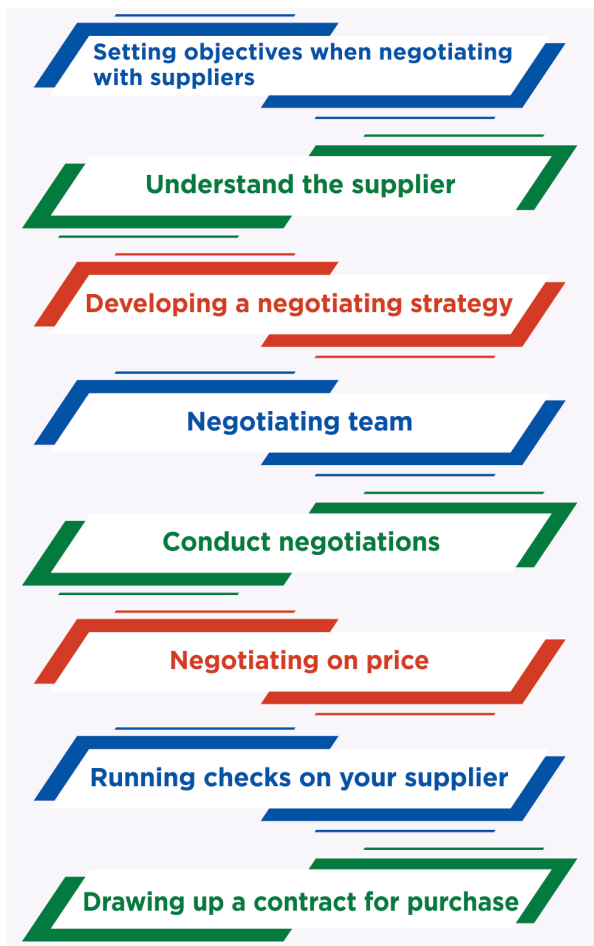 Setting objectives when negotiating
with suppliers
Understand the supplier
Developing a negotiating strategy
Negotiating team
Conduct negotiations
Negotiating on price
Running checks on your supplier
Drawing up a contract for purchase